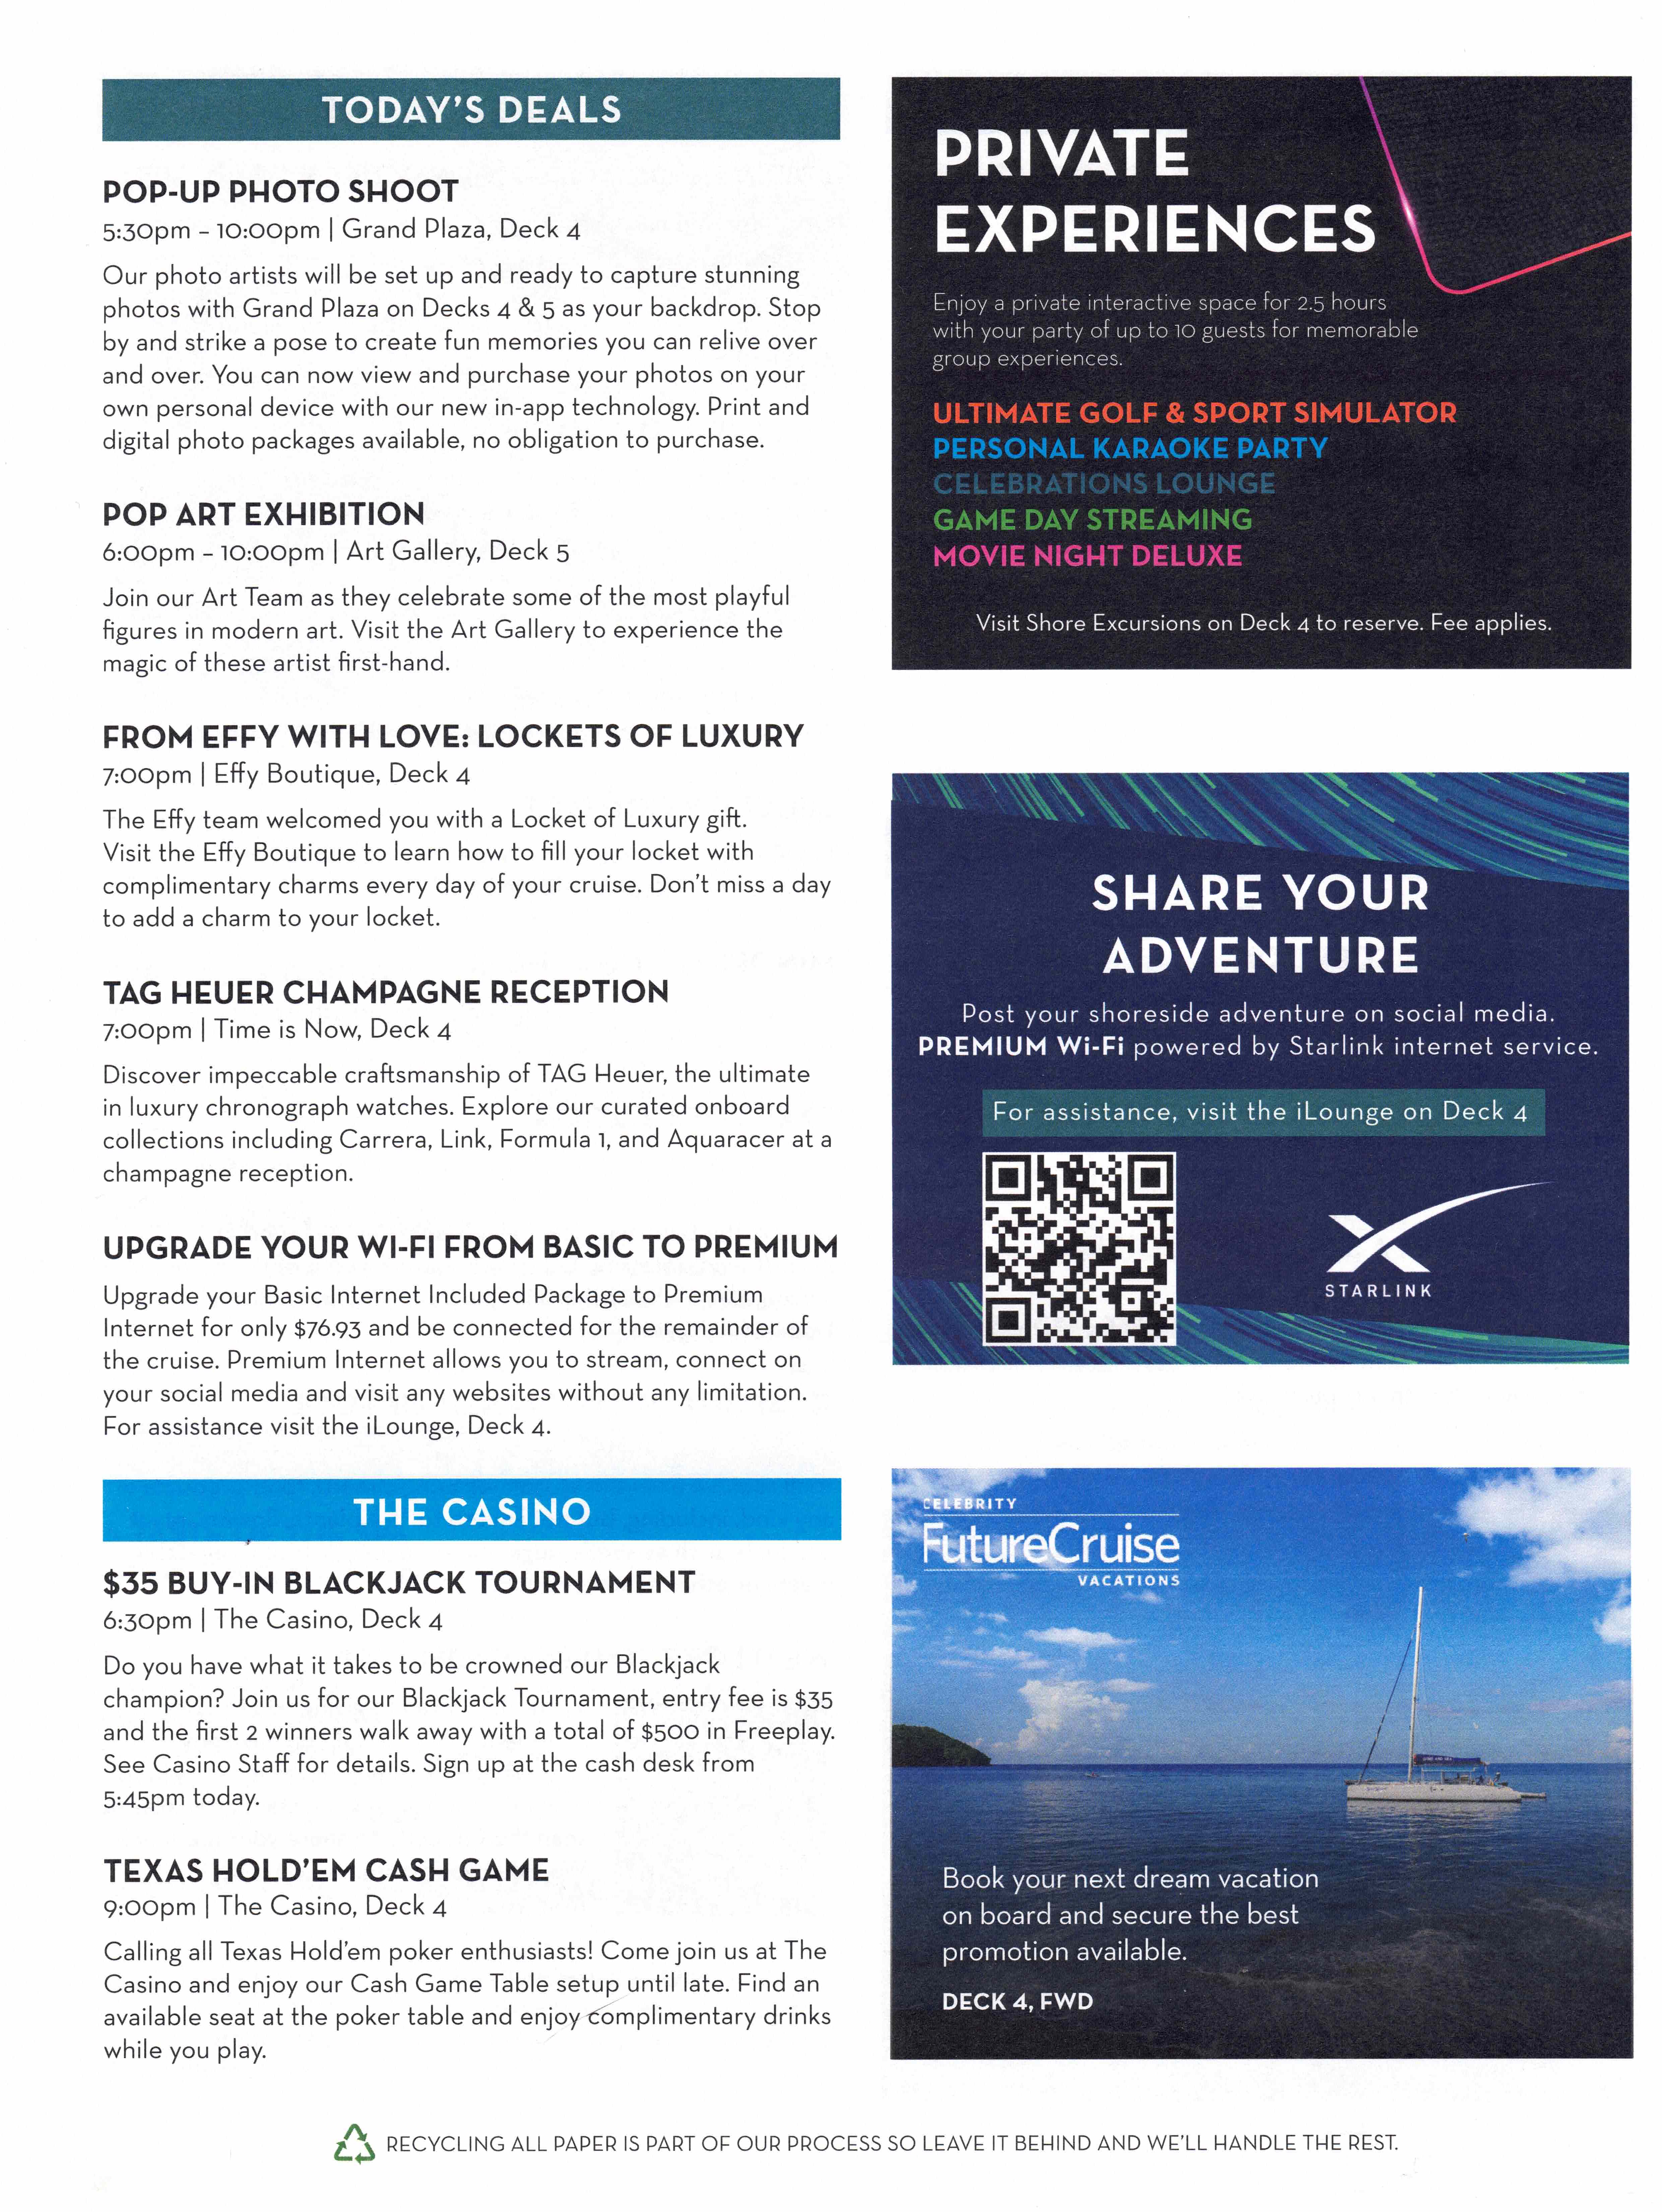 TODAY'S DEALS
POP-UP PHOTO SHOOT
5:30pm – 10:00pm | Grand Plaza, Deck 4
Our photo artists will be set up and ready to capture stunning
photos with Grand Plaza on Decks 4 & 5 as your backdrop. Stop
by and strike a pose to create fun memories you can relive over
and over. You can now view and purchase your photos on your
own personal device with our new in-app technology. Print and
digital photo packages available, no obligation to purchase.
POP ART EXHIBITION
6:00pm – 10:00pm | Art Gallery, Deck 5
Join our Art Team as they celebrate some of the most playful
figures in modern art. Visit the Art Gallery to experience the
magic of these artist first-hand.
FROM EFFY WITH LOVE: LOCKETS OF LUXURY
7:00pm | Effy Boutique, Deck 4
The Effy team welcomed you with a Locket of Luxury gift.
Visit the Effy Boutique to learn how to fill your locket with
complimentary charms every day of your cruise. Don't miss a day
to add a charm to your locket.
TAG HEUER CHAMPAGNE RECEPTION
7:00pm | Time is Now, Deck 4
Discover impeccable craftsmanship of TAG Heuer, the ultimate
in luxury chronograph watches. Explore our curated onboard
collections including Carrera, Link, Formula 1, and Aquaracer at a
champagne reception.
UPGRADE YOUR WI-FI FROM BASIC TO PREMIUM
Upgrade your Basic Internet Included Package to Premium
Internet for only $76.93 and be connected for the remainder of
the cruise. Premium Internet allows you to stream, connect on
your social media and visit any websites without any limitation.
For assistance visit the iLounge, Deck 4.
THE CASINO
$35 BUY-IN BLACKJACK TOURNAMENT
6:30pm | The Casino, Deck 4
Do you have what it takes to be crowned our Blackjack
champion? Join us for our Blackjack Tournament, entry fee is $35
and the first 2 winners walk away with a total of $500 in Freeplay.
See Casino Staff for details. Sign up at the cash desk from
5:45pm today.
TEXAS HOLD'EM CASH GAME
9:00pm | The Casino, Deck 4
Calling all Texas Hold'em poker enthusiasts! Come join us at The
Casino and enjoy our Cash Game Table setup until late. Find an
available seat at the poker table and enjoy complimentary drinks
while you play.
PRIVATE
EXPERIENCES
Enjoy a private interactive space for 2.5 hours
with your party of up to 10 guests for memorable
group experiences.
ULTIMATE GOLF & SPORT SIMULATOR
PERSONAL KARAOKE PARTY
CELEBRATIONS LOUNGE
GAME DAY STREAMING
MOVIE NIGHT DELUXE
Visit Shore Excursions on Deck 4 to reserve. Fee applies.
SHARE YOUR
ADVENTURE
Post your shoreside adventure on social media.
PREMIUM Wi-Fi powered by Starlink internet service.
For assistance, visit the iLounge on Deck 4
STARLINK
CELEBRITY
FutureCruise
VACATIONS
Book your next dream vacation
on board and secure the best
promotion available.
DECK 4, FWD
RECYCLING ALL PAPER IS PART OF OUR PROCESS SO LEAVE IT BEHIND AND WE'LL HANDLE THE REST.